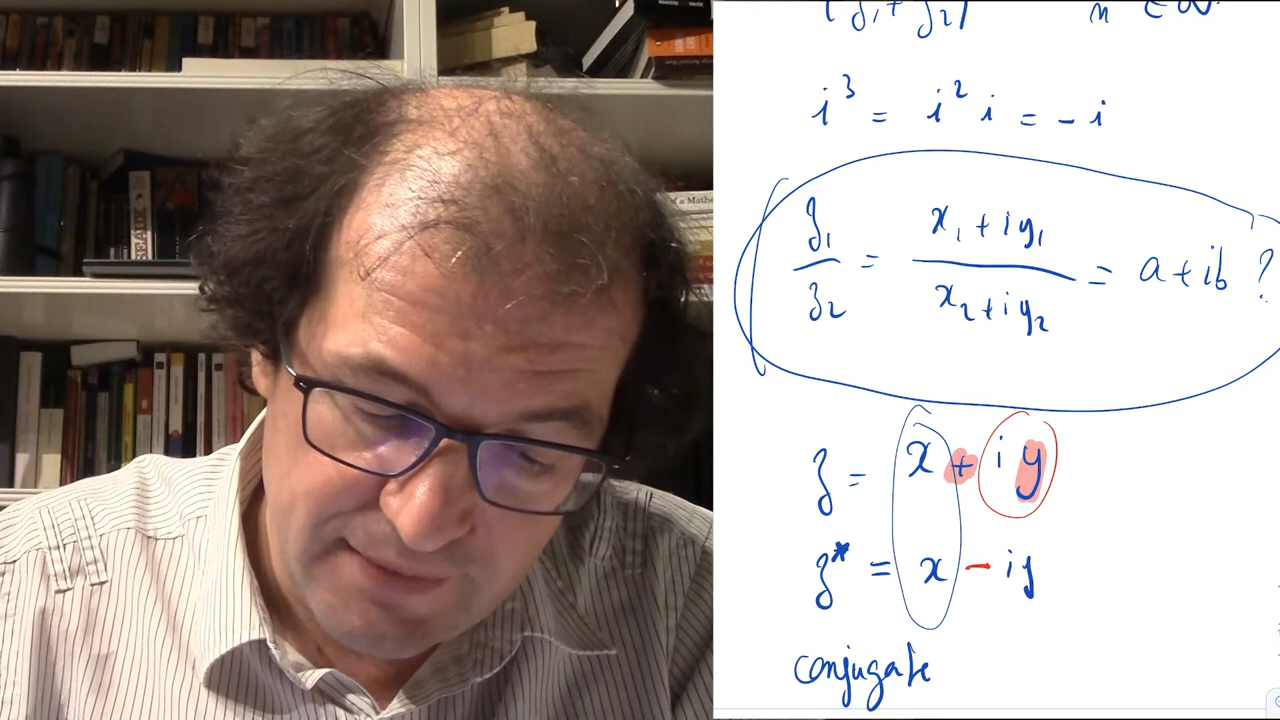 i³ = i² i = - i
z₁/z₂ = (x₁ + iy₁)/(x₂ + iy₂) = a + ib ?
z = x + iy
z* = x - iy
conjugate